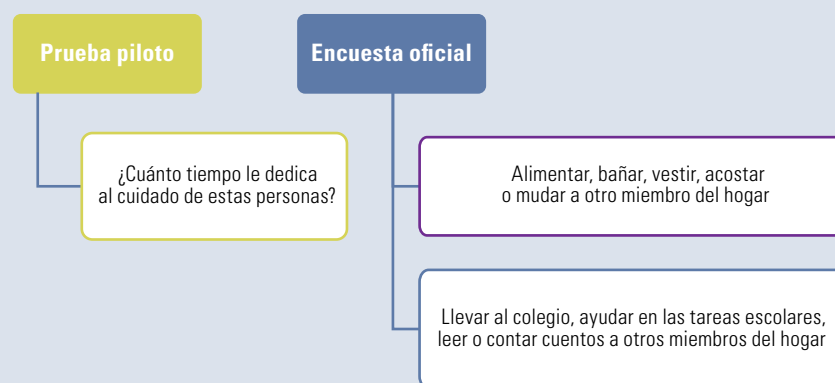 Prueba piloto
Encuesta oficial
¿Cuánto tiempo le dedica
al cuidado de estas personas?
Alimentar, bañar, vestir, acostar
o mudar a otro miembro del hogar
Llevar al colegio, ayudar en las tareas escolares,
leer o contar cuentos a otros miembros del hogar